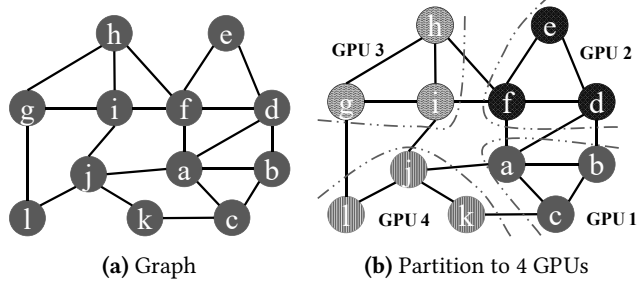 h
e
g
i
f
d
j
a
b
l
k
c
(a) Graph
h
e
GPU 3
GPU 2
g
i
f
d
j
a
b
l
GPU 4
k
c
GPU 1
(b) Partition to 4 GPUs